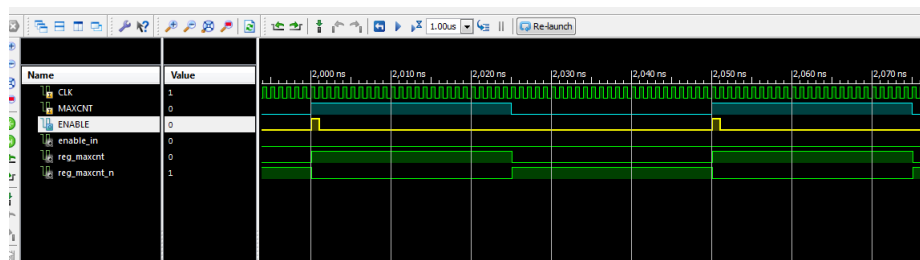 1.00us Re-launch
Name Value
2,000 ns 2,010 ns 2,020 ns 2,030 ns 2,040 ns 2,050 ns 2,060 ns 2,070 ns
CLK 1
MAXCNT 0
ENABLE 0
enable_in 0
reg_maxcnt 0
reg_maxcnt_n 1